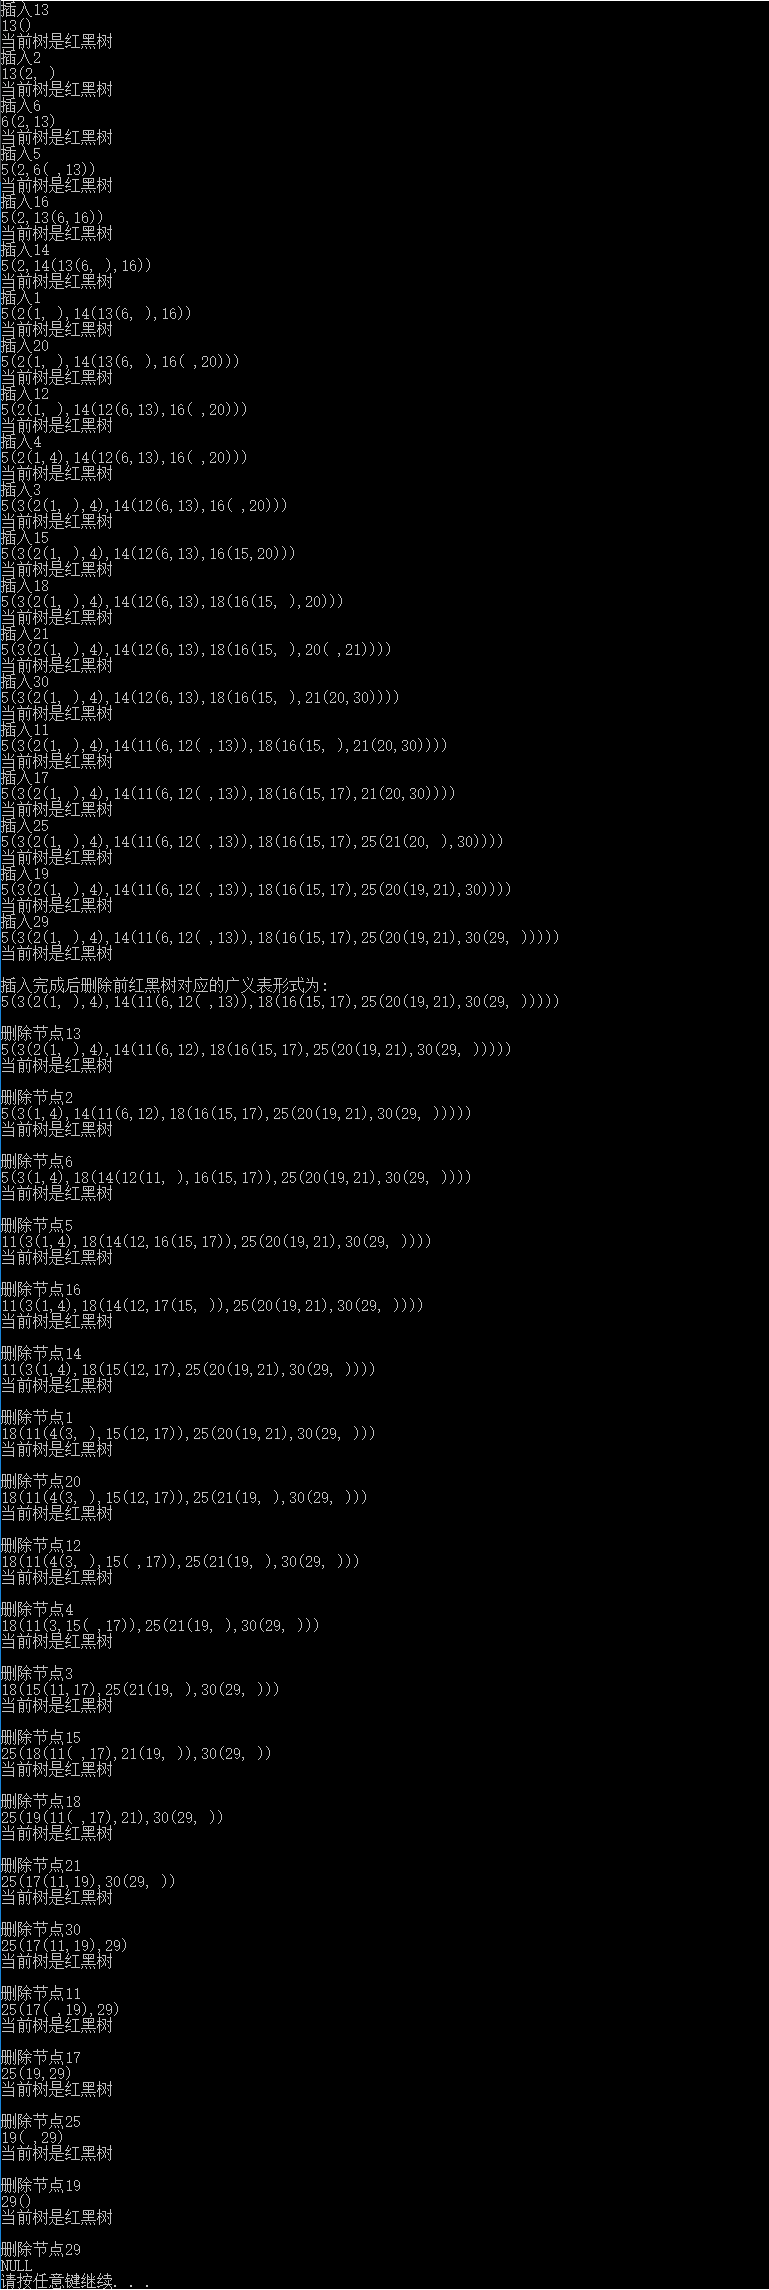 插入13
13()
当前树是红黑树
插入2
13(2, )
当前树是红黑树
插入6
6(2,13)
当前树是红黑树
插入5
5(2,6( ,13))
当前树是红黑树
插入16
5(2,13(6,16))
当前树是红黑树
插入14
5(2,14(13(6, ),16))
当前树是红黑树
插入1
5(2(1, ),14(13(6, ),16))
当前树是红黑树
插入20
5(2(1, ),14(13(6, ),16( ,20)))
当前树是红黑树
插入12
5(2(1, ),14(12(6,13),16( ,20)))
当前树是红黑树
插入4
5(2(1,4),14(12(6,13),16( ,20)))
当前树是红黑树
插入3
5(3(2(1, ),4),14(12(6,13),16( ,20)))
当前树是红黑树
插入15
5(3(2(1, ),4),14(12(6,13),16(15,20)))
当前树是红黑树
插入18
5(3(2(1, ),4),14(12(6,13),18(16(15, ),20)))
当前树是红黑树
插入21
5(3(2(1, ),4),14(12(6,13),18(16(15, ),20( ,21))))
当前树是红黑树
插入30
5(3(2(1, ),4),14(12(6,13),18(16(15, ),21(20,30))))
当前树是红黑树
插入11
5(3(2(1, ),4),14(11(6,12( ,13)),18(16(15, ),21(20,30))))
当前树是红黑树
插入17
5(3(2(1, ),4),14(11(6,12( ,13)),18(16(15,17),21(20,30))))
当前树是红黑树
插入25
5(3(2(1, ),4),14(11(6,12( ,13)),18(16(15,17),25(21(20, ),30))))
当前树是红黑树
插入19
5(3(2(1, ),4),14(11(6,12( ,13)),18(16(15,17),25(20(19,21),30))))
当前树是红黑树
插入29
5(3(2(1, ),4),14(11(6,12( ,13)),18(16(15,17),25(20(19,21),30(29, )))))
当前树是红黑树
插入完成后删除前红黑树对应的广义表形式为:
5(3(2(1, ),4),14(11(6,12( ,13)),18(16(15,17),25(20(19,21),30(29, )))))
删除节点13
5(3(2(1, ),4),14(11(6,12),18(16(15,17),25(20(19,21),30(29, )))))
当前树是红黑树
删除节点2
5(3(1,4),14(11(6,12),18(16(15,17),25(20(19,21),30(29, )))))
当前树是红黑树
删除节点6
5(3(1,4),18(14(12(11, ),16(15,17)),25(20(19,21),30(29, ))))
当前树是红黑树
删除节点5
11(3(1,4),18(14(12,16(15,17)),25(20(19,21),30(29, ))))
当前树是红黑树
删除节点16
11(3(1,4),18(14(12,17(15, )),25(20(19,21),30(29, ))))
当前树是红黑树
删除节点14
11(3(1,4),18(15(12,17),25(20(19,21),30(29, ))))
当前树是红黑树
删除节点1
18(11(4(3, ),15(12,17)),25(20(19,21),30(29, )))
当前树是红黑树
删除节点20
18(11(4(3, ),15(12,17)),25(21(19, ),30(29, )))
当前树是红黑树
删除节点12
18(11(4(3, ),15( ,17)),25(21(19, ),30(29, )))
当前树是红黑树
删除节点4
18(11(3,15( ,17)),25(21(19, ),30(29, )))
当前树是红黑树
删除节点3
18(15(11,17),25(21(19, ),30(29, )))
当前树是红黑树
删除节点15
25(18(11( ,17),21(19, )),30(29, ))
当前树是红黑树
删除节点18
25(19(11( ,17),21),30(29, ))
当前树是红黑树
删除节点21
25(17(11,19),30(29, ))
当前树是红黑树
删除节点30
25(17(11,19),29)
当前树是红黑树
删除节点11
25(17( ,19),29)
当前树是红黑树
删除节点17
25(19,29)
当前树是红黑树
删除节点25
19( ,29)
当前树是红黑树
删除节点19
29()
当前树是红黑树
删除节点29
NULL
请按任意键继续. . .